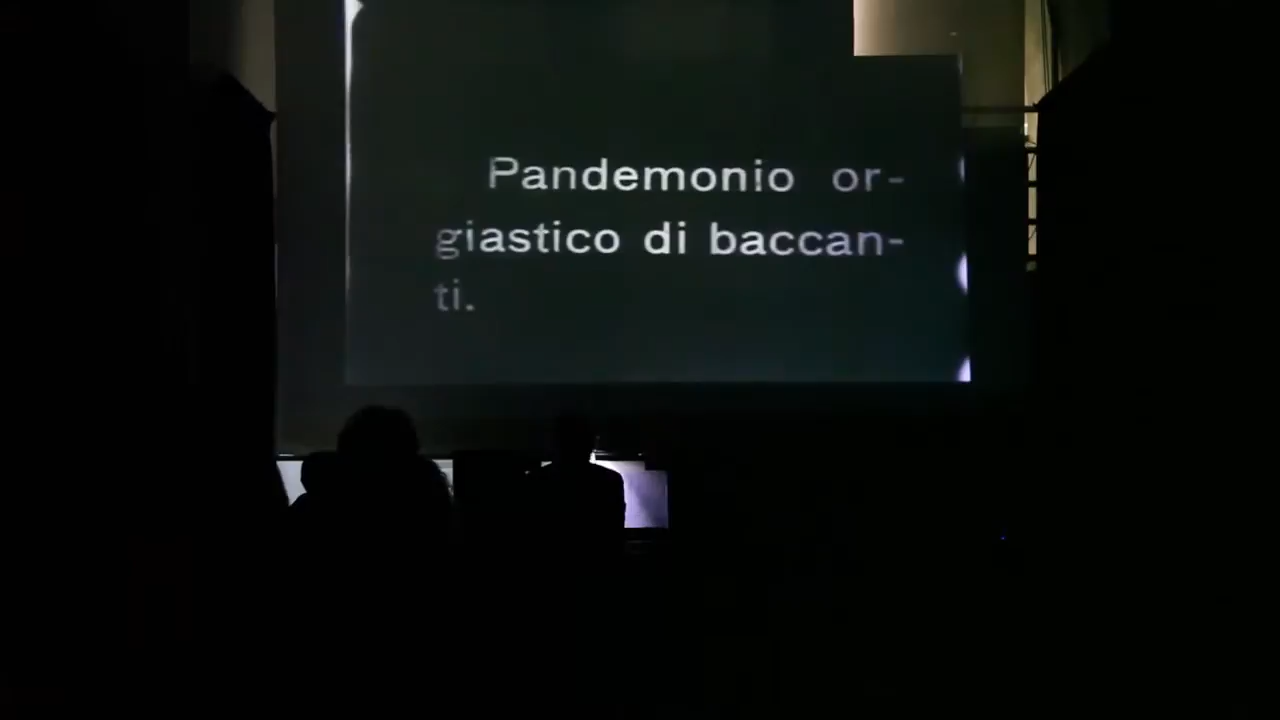 Pandemonio or-
giastico di baccan-
ti.